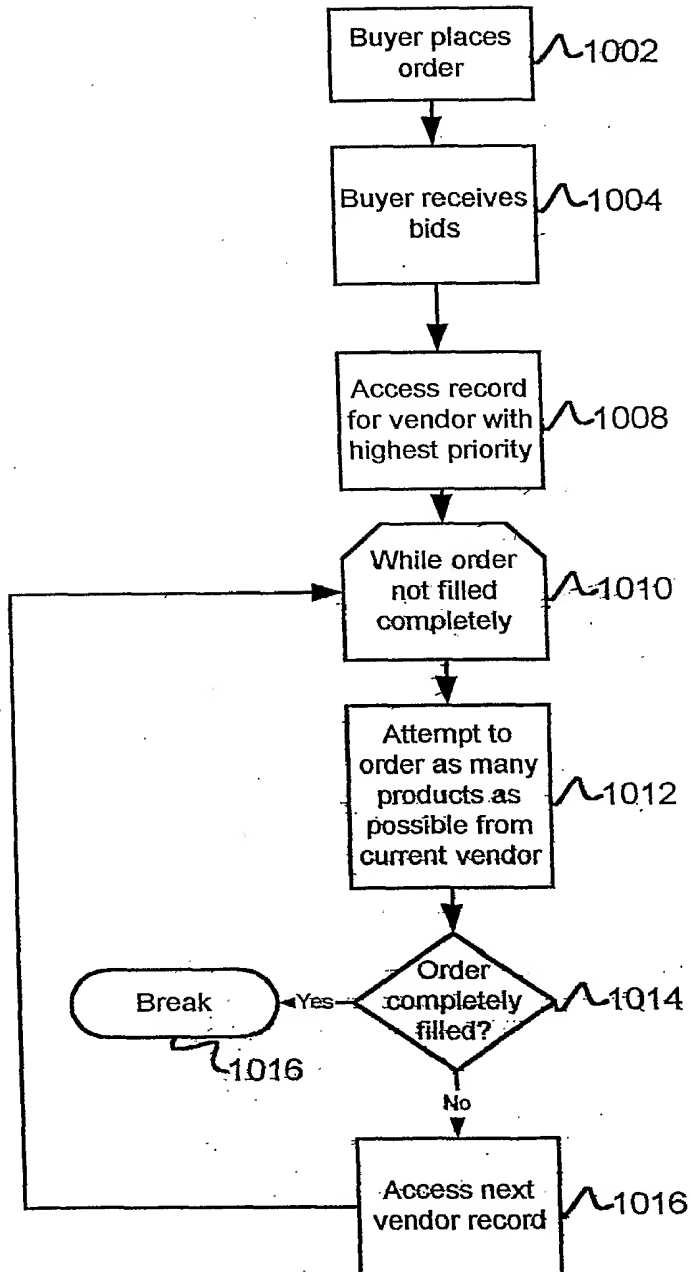 Buyer places
order
1002
Buyer receives
bids
1004
Access record
for vendor with
highest priority
1008
While order
not filled
completely
1010
Attempt to
order as many
products as
possible from
current vendor
1012
Order
completely
filled?
1014
Yes
Break
1016
No
Access next
vendor record
1016